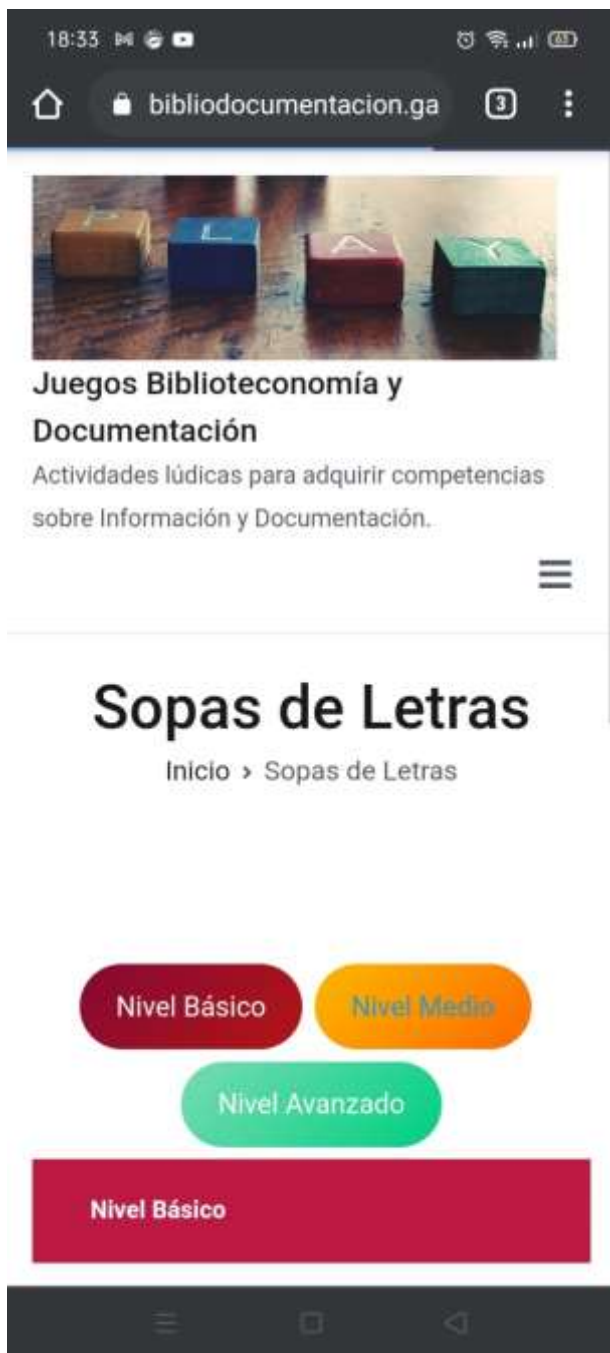 18:33
63
bibliodocumentacion.ga
3
P L A Y
Juegos Biblioteconomía y
Documentación
Actividades lúdicas para adquirir competencias
sobre Información y Documentación.
Sopas de Letras
Inicio › Sopas de Letras
Nivel Básico
Nivel Medio
Nivel Avanzado
Nivel Básico